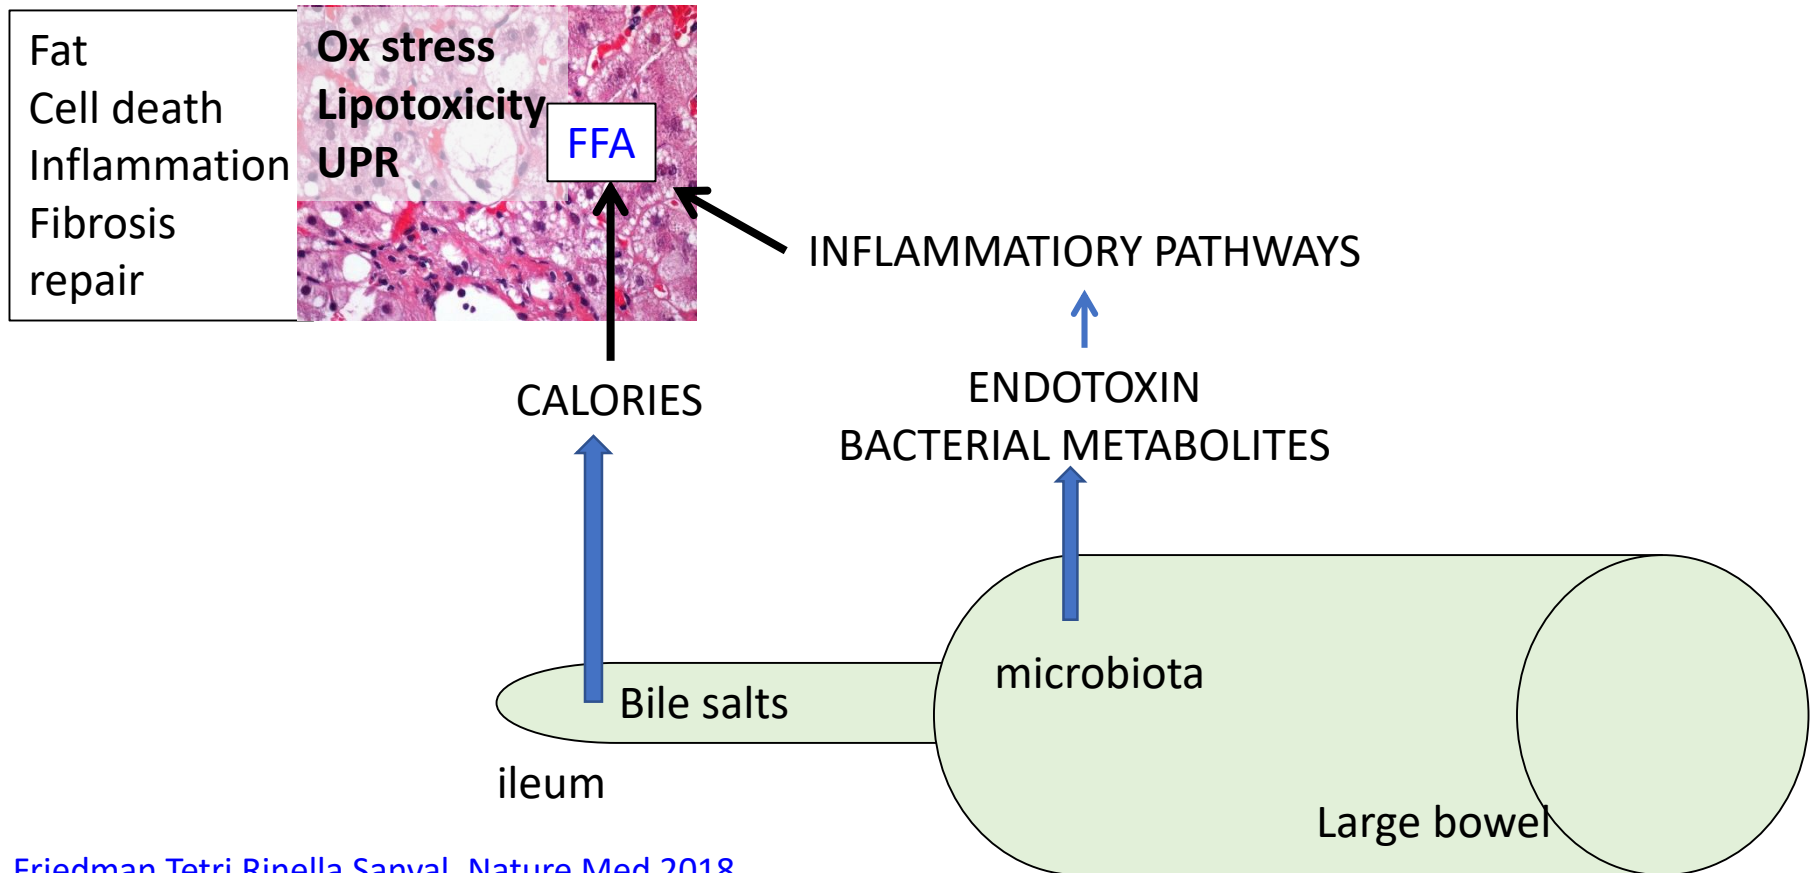 Fat
Cell death
Inflammation
Fibrosis
repair
Ox stress
Lipotoxicity
UPR
FFA
INFLAMMATIORY PATHWAYS
CALORIES
ENDOTOXIN
BACTERIAL METABOLITES
microbiota
Bile salts
ileum
Large bowel
Friedman Tetri Rinella Sanyal Nature Med 2018